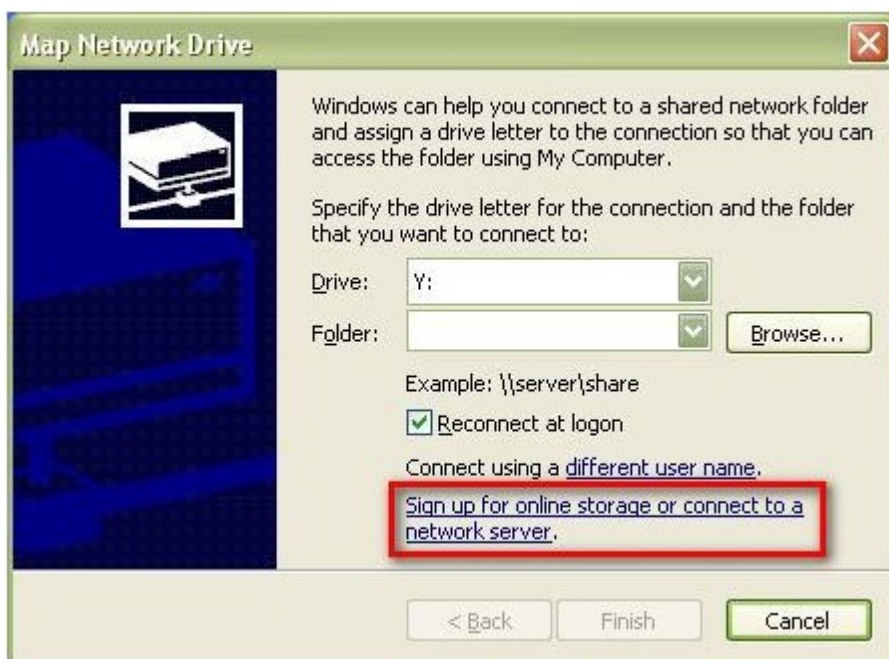 Map Network Drive
Windows can help you connect to a shared network folder
and assign a drive letter to the connection so that you can
access the folder using My Computer.
Specify the drive letter for the connection and the folder
that you want to connect to:
Drive: Y:
Folder: Browse...
Example: \\server\share
Reconnect at logon
Connect using a different user name.
Sign up for online storage or connect to a
network server.
< Back Finish Cancel